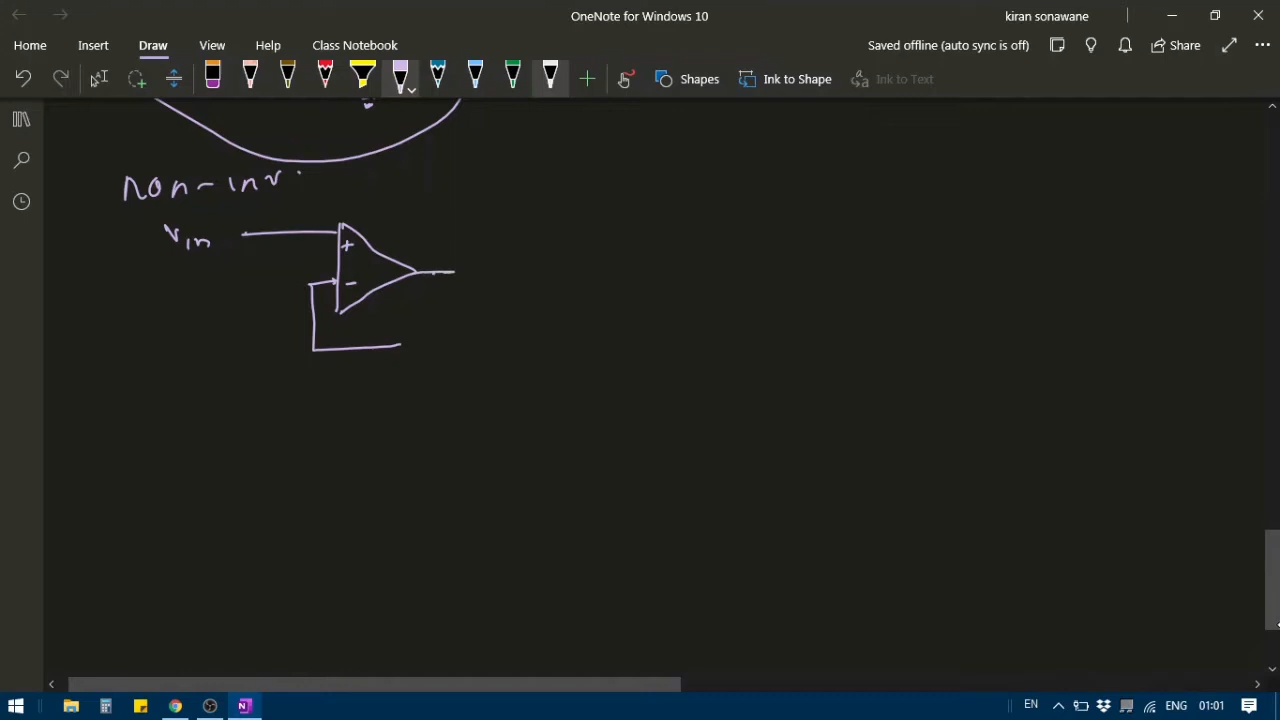 OneNote for Windows 10
kiran sonawane
Home Insert Draw View Help Class Notebook
Saved offline (auto sync is off)
Share
Shapes
Ink to Shape
Ink to Text
Non-inv.
Vin
+
-
EN
ENG
01:01